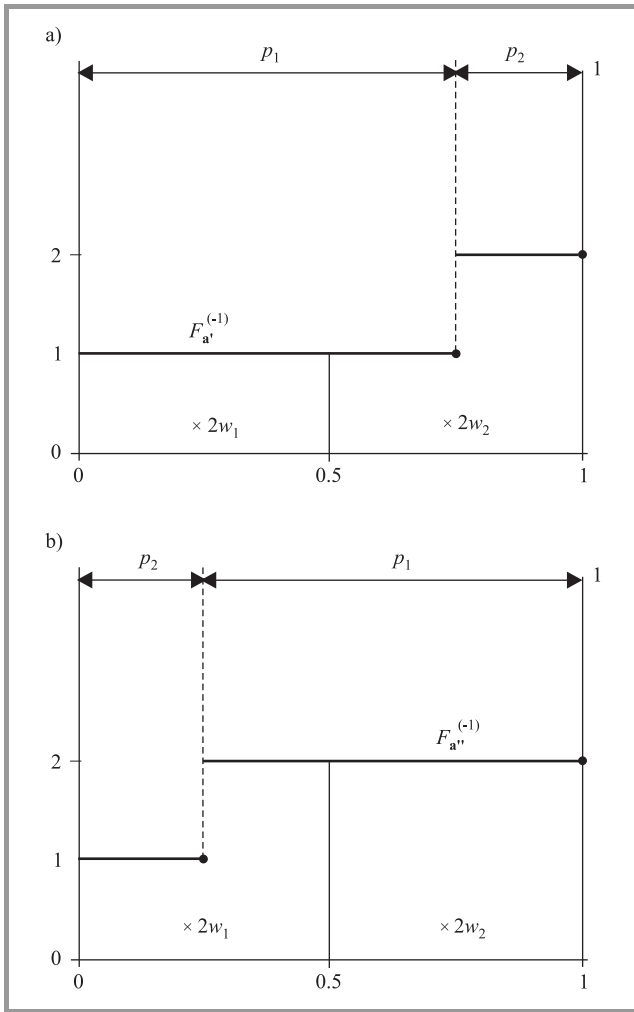 a)
p₁ p₂
1
2
F_a'^(-1)
1
× 2w₁ × 2w₂
0
0 0.5 1
b)
p₂ p₁
1
F_a''^(-1)
2
1
× 2w₁ × 2w₂
0
0 0.5 1